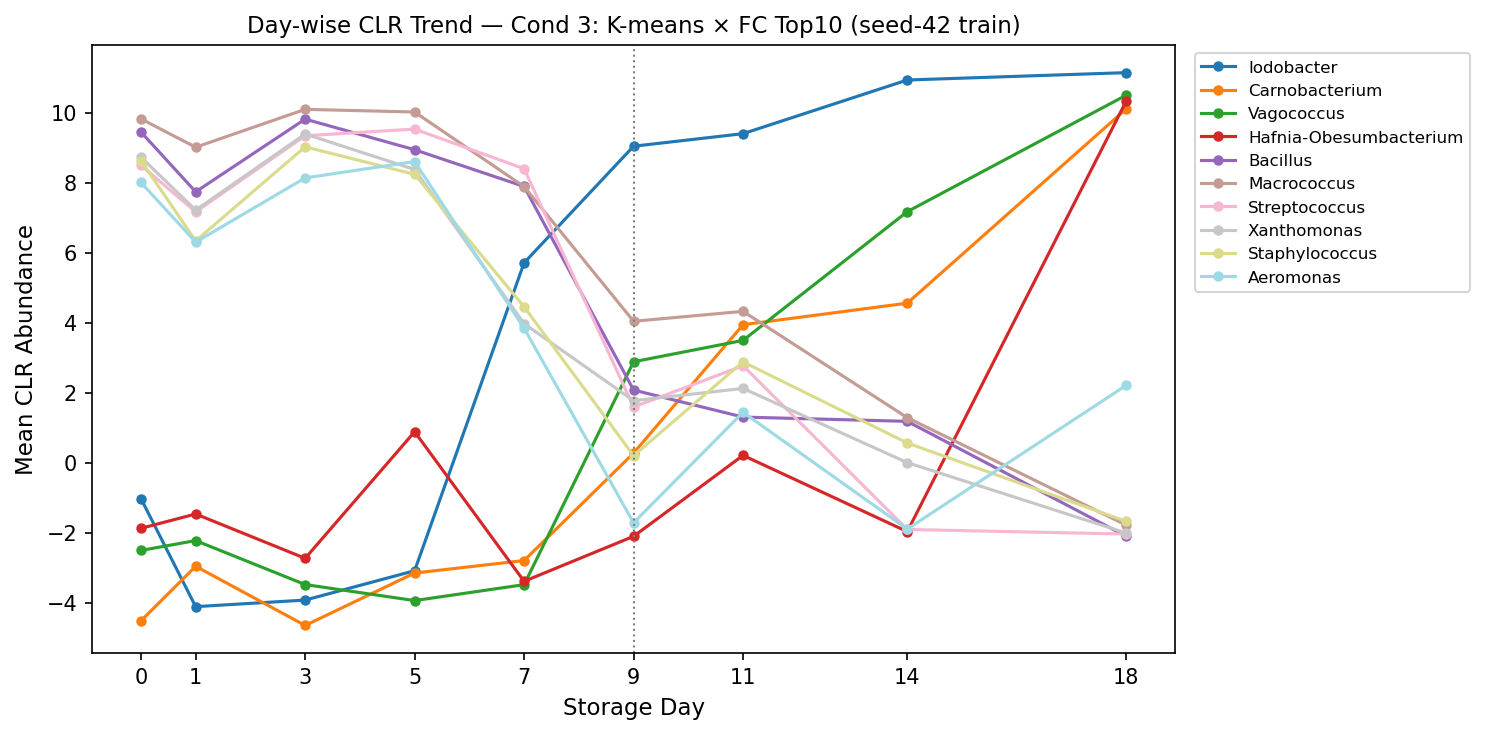 Day-wise CLR Trend — Cond 3: K-means × FC Top10 (seed-42 train)
Mean CLR Abundance
10
8
6
4
2
0
−2
−4
0 1 3 5 7 9 11 14 18
Storage Day
Iodobacter
Carnobacterium
Vagococcus
Hafnia-Obesumbacterium
Bacillus
Macrococcus
Streptococcus
Xanthomonas
Staphylococcus
Aeromonas